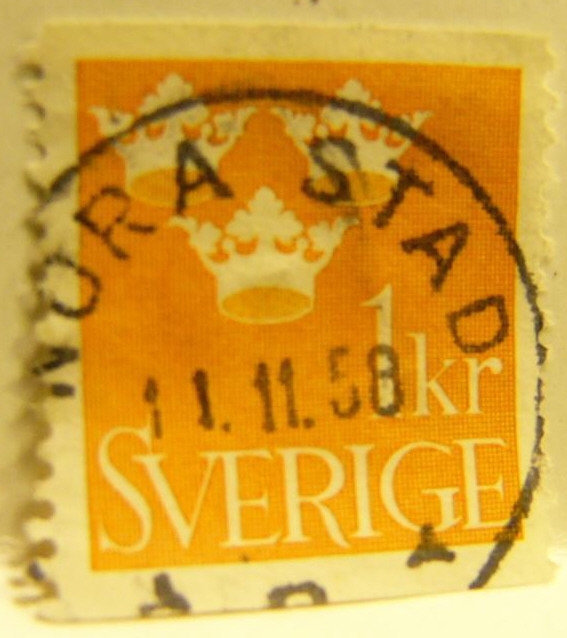 NORA STAD
1 kr
11.11.58
SVERIGE